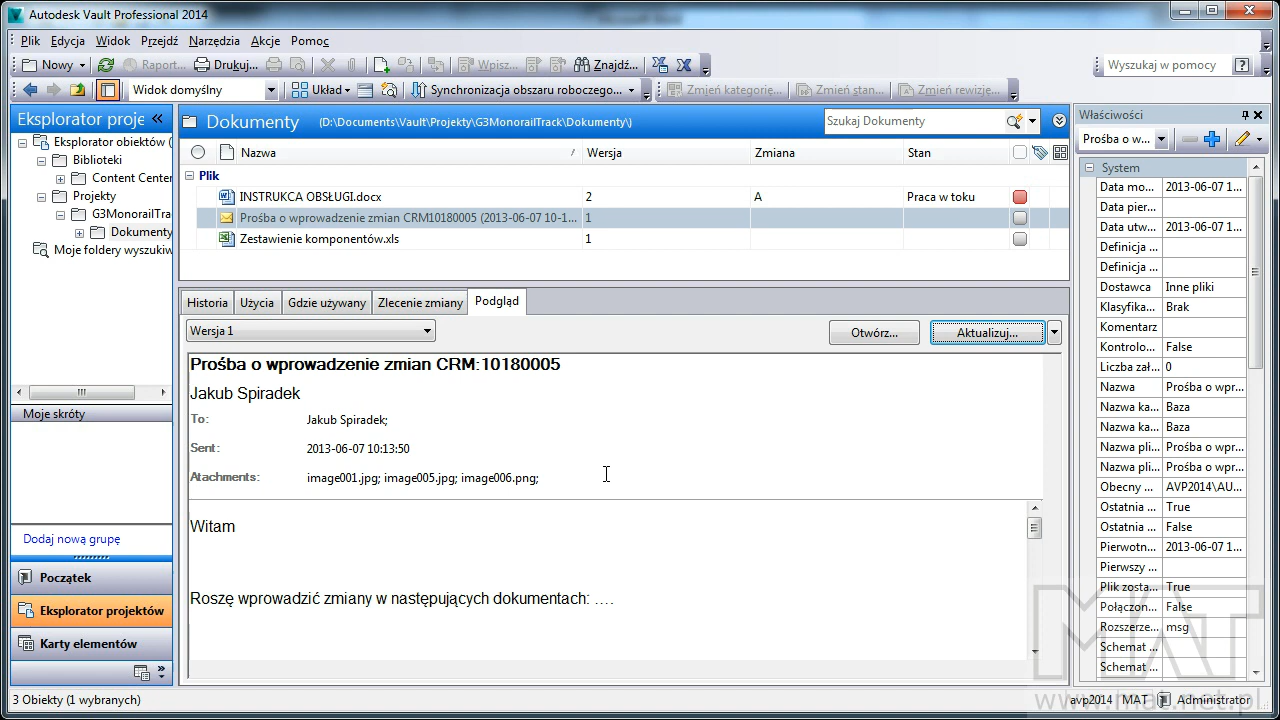 Autodesk Vault Professional 2014
Plik Edycja Widok Przejdź Narzędzia Akcje Pomoc
Nowy Raport... Drukuj... Wpisz... Znajdź... Wyszukaj w pomocy
Widok domyślny Układ Synchronizacja obszaru roboczego... Zmień kategorię... Zmień stan... Zmień rewizję...
Eksplorator proje
Eksplorator obiektów (
Biblioteki
Content Center
Projekty
G3MonorailTra
Dokumenty
Moje foldery wyszukiw
Moje skróty
Dodaj nową grupę
Początek
Eksplorator projektów
Karty elementów
Dokumenty (D:\Documents\Vault\Projekty\G3MonorailTrack\Dokumenty\) Szukaj Dokumenty
Nazwa Wersja Zmiana Stan
Plik
INSTRUKCA OBSŁUGI.docx 2 A Praca w toku
Prośba o wprowadzenie zmian CRM10180005 (2013-06-07 10-1... 1
Zestawienie komponentów.xls 1
Historia Użycia Gdzie używany Zlecenie zmiany Podgląd
Wersja 1 Otwórz... Aktualizuj...
Prośba o wprowadzenie zmian CRM:10180005
Jakub Spiradek
To: Jakub Spiradek;
Sent: 2013-06-07 10:13:50
Atachments: image001.jpg; image005.jpg; image006.png;
Witam
Roszę wprowadzić zmiany w następujących dokumentach: ....
Właściwości
Prośba o w...
System
Data mo... 2013-06-07 1...
Data pier...
Data utw... 2013-06-07 1...
Definicja ...
Definicja ...
Dostawca Inne pliki
Klasyfika... Brak
Komentarz
Kontrolo... False
Liczba zał... 0
Nazwa Prośba o wpr...
Nazwa ka... Baza
Nazwa ka... Baza
Nazwa pli... Prośba o wpr...
Nazwa pli... Prośba o wpr...
Obecny ... AVP2014\AU...
Ostatnia ... True
Ostatnia ... False
Pierwotn... 2013-06-07 1...
Pierwszy ...
Plik zosta... True
Połączon... False
Rozszerze... msg
Schemat ...
Schemat ...
MAT
www.mat.net.pl
3 Obiekty (1 wybranych) avp2014 MAT Administrator